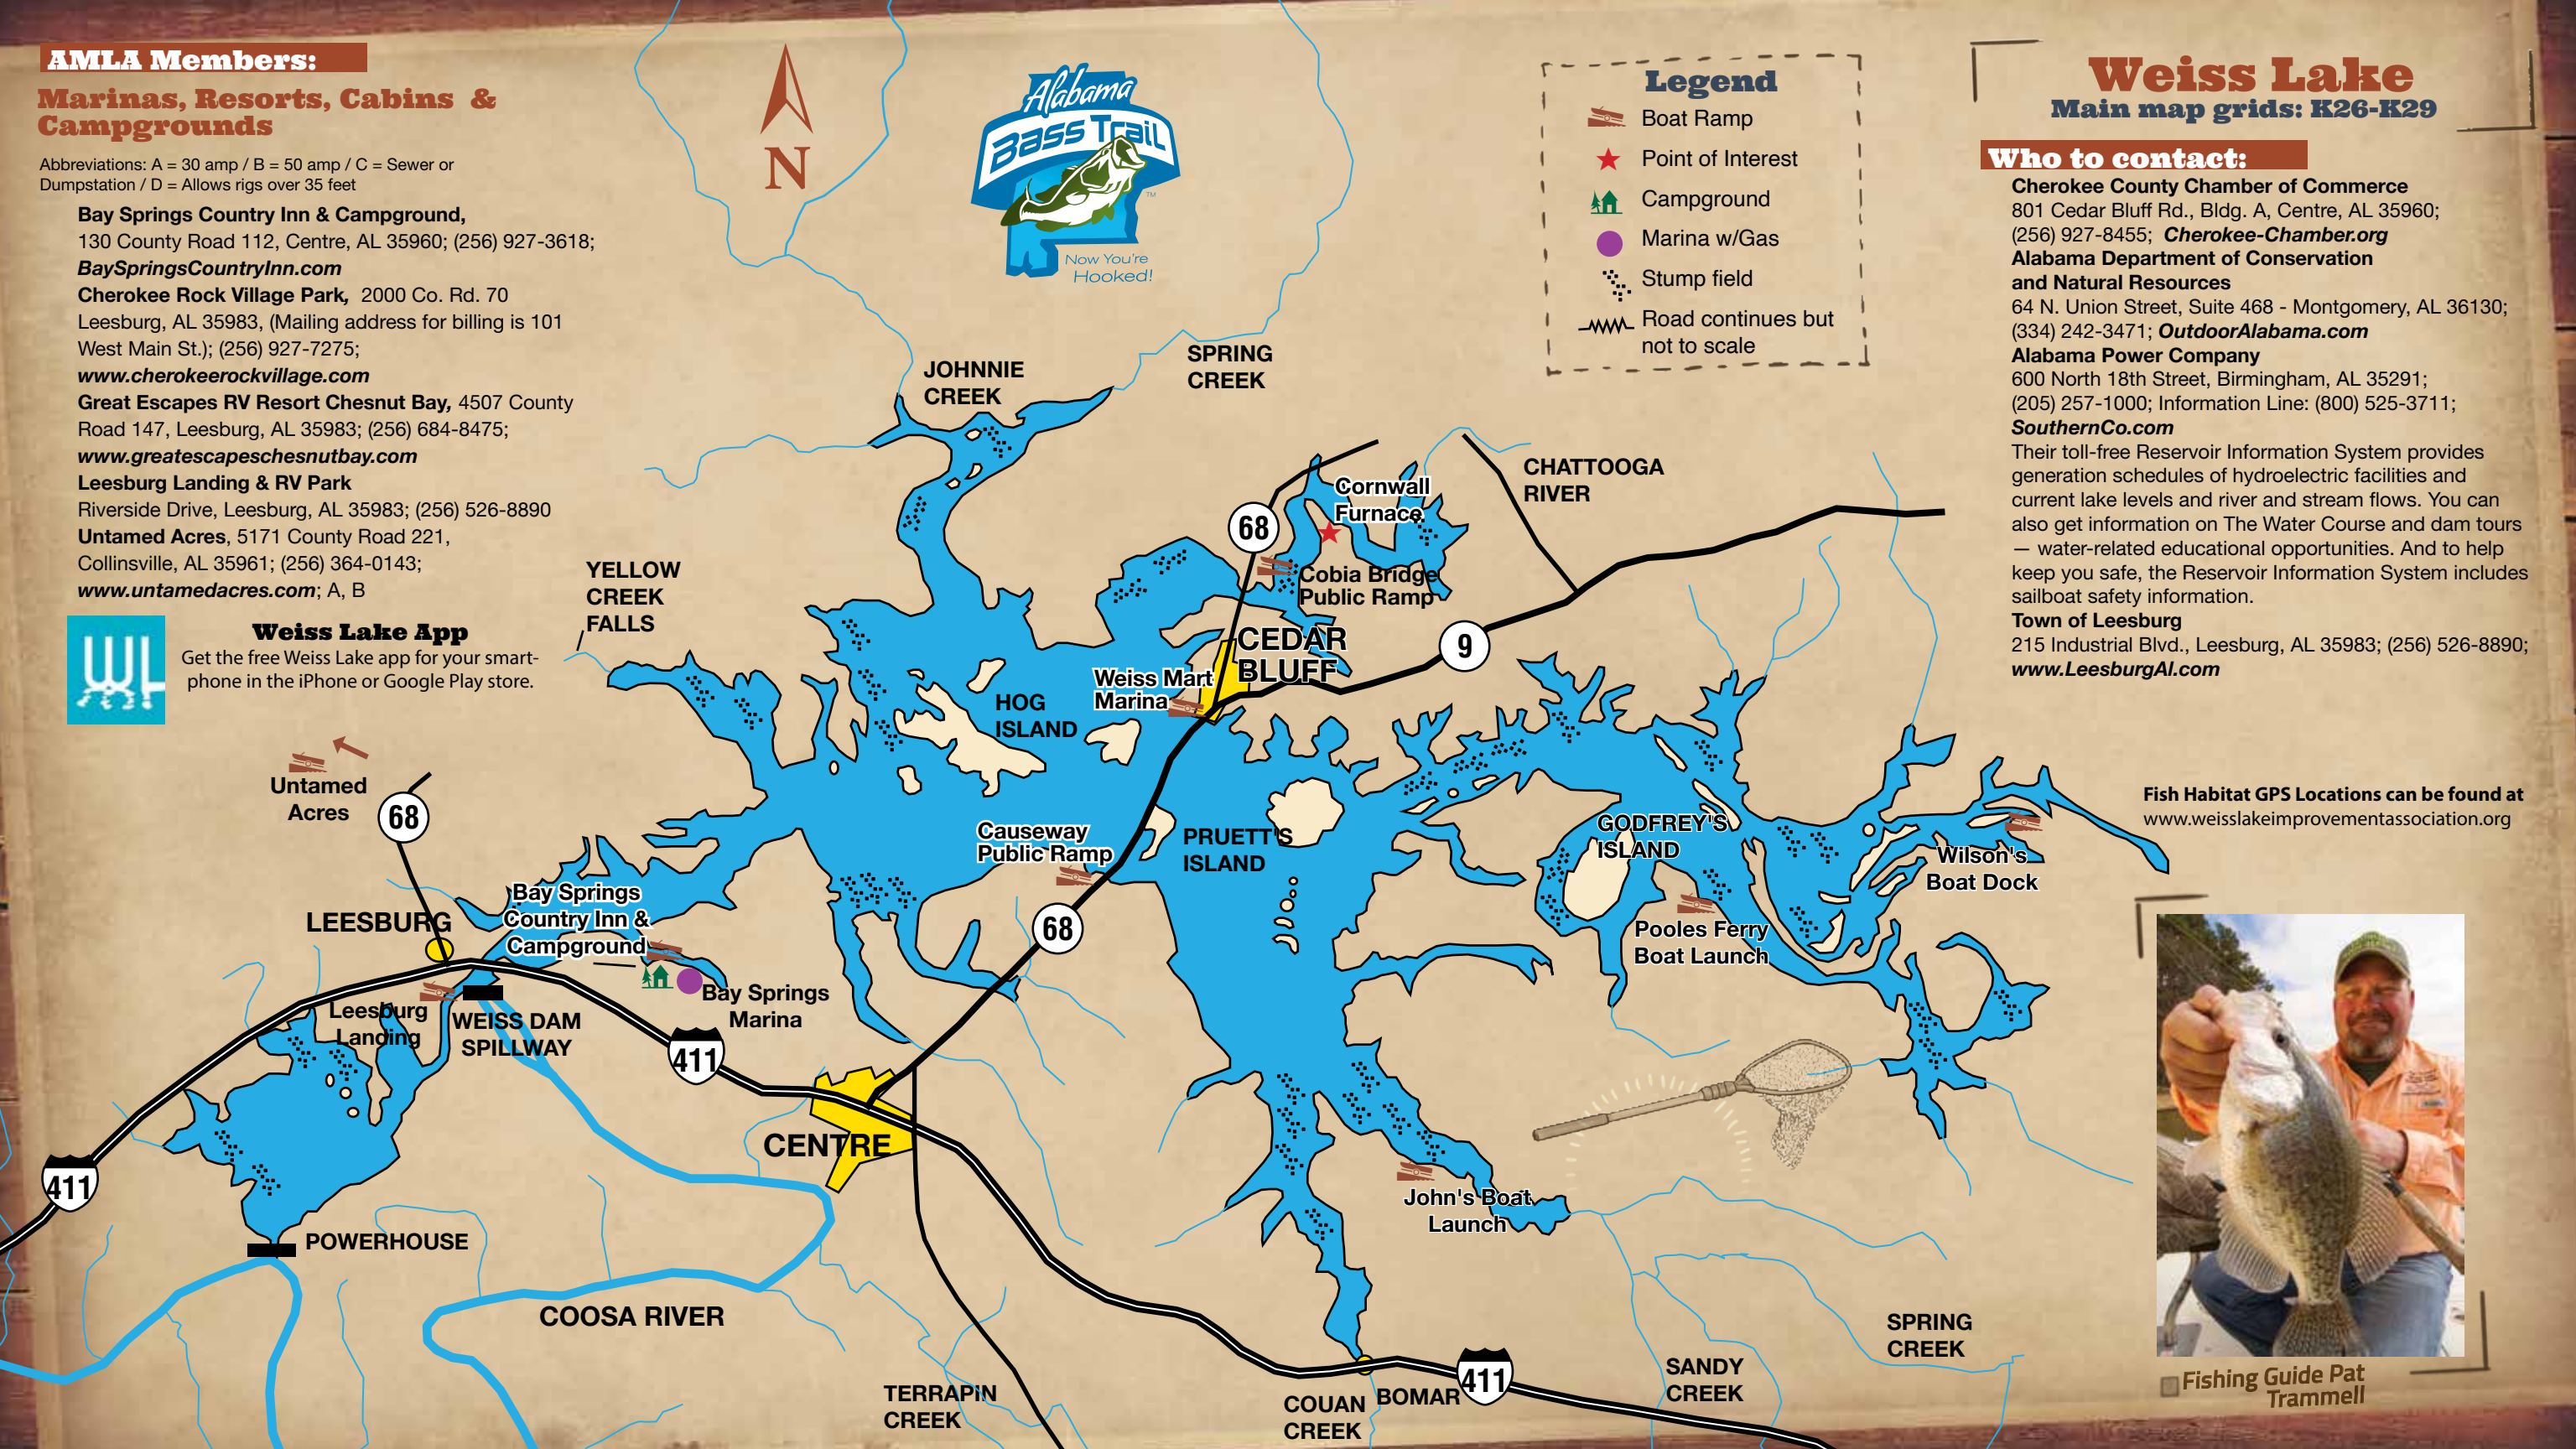 AMLA Members:
Marinas, Resorts, Cabins &
Campgrounds
Abbreviations: A = 30 amp / B = 50 amp / C = Sewer or
Dumpstation / D = Allows rigs over 35 feet
Bay Springs Country Inn & Campground,
130 County Road 112, Centre, AL 35960; (256) 927-3618;
BaySpringsCountryInn.com
Cherokee Rock Village Park, 2000 Co. Rd. 70
Leesburg, AL 35983, (Mailing address for billing is 101
West Main St.); (256) 927-7275;
www.cherokeerockvillage.com
Great Escapes RV Resort Chesnut Bay, 4507 County
Road 147, Leesburg, AL 35983; (256) 684-8475;
www.greatescapeschesnutbay.com
Leesburg Landing & RV Park
Riverside Drive, Leesburg, AL 35983; (256) 526-8890
Untamed Acres, 5171 County Road 221,
Collinsville, AL 35961; (256) 364-0143;
www.untamedacres.com; A, B
WL
Weiss Lake App
Get the free Weiss Lake app for your smart-
phone in the iPhone or Google Play store.
N
Alabama
Bass Trail
TM
Now You're
Hooked!
Legend
Boat Ramp
Point of Interest
Campground
Marina w/Gas
Stump field
Road continues but
not to scale
Weiss Lake
Main map grids: K26-K29
Who to contact:
Cherokee County Chamber of Commerce
801 Cedar Bluff Rd., Bldg. A, Centre, AL 35960;
(256) 927-8455; Cherokee-Chamber.org
Alabama Department of Conservation
and Natural Resources
64 N. Union Street, Suite 468 - Montgomery, AL 36130;
(334) 242-3471; OutdoorAlabama.com
Alabama Power Company
600 North 18th Street, Birmingham, AL 35291;
(205) 257-1000; Information Line: (800) 525-3711;
SouthernCo.com
Their toll-free Reservoir Information System provides
generation schedules of hydroelectric facilities and
current lake levels and river and stream flows. You can
also get information on The Water Course and dam tours
— water-related educational opportunities. And to help
keep you safe, the Reservoir Information System includes
sailboat safety information.
Town of Leesburg
215 Industrial Blvd., Leesburg, AL 35983; (256) 526-8890;
www.LeesburgAl.com
Fish Habitat GPS Locations can be found at
www.weisslakeimprovementassociation.org
Fishing Guide Pat
Trammell
JOHNNIE
CREEK
SPRING
CREEK
CHATTOOGA
RIVER
Cornwall
Furnace
68
Cobia Bridge
Public Ramp
YELLOW
CREEK
FALLS
CEDAR
BLUFF
9
Weiss Mart
Marina
HOG
ISLAND
Untamed
Acres
68
Causeway
Public Ramp
PRUETT'S
ISLAND
GODFREY'S
ISLAND
Wilson's
Boat Dock
Bay Springs
Country Inn &
Campground
LEESBURG
68
Pooles Ferry
Boat Launch
Bay Springs
Marina
Leesburg
Landing
WEISS DAM
SPILLWAY
411
CENTRE
411
John's Boat
Launch
POWERHOUSE
COOSA RIVER
SPRING
CREEK
TERRAPIN
CREEK
COUAN
CREEK
BOMAR
411
SANDY
CREEK